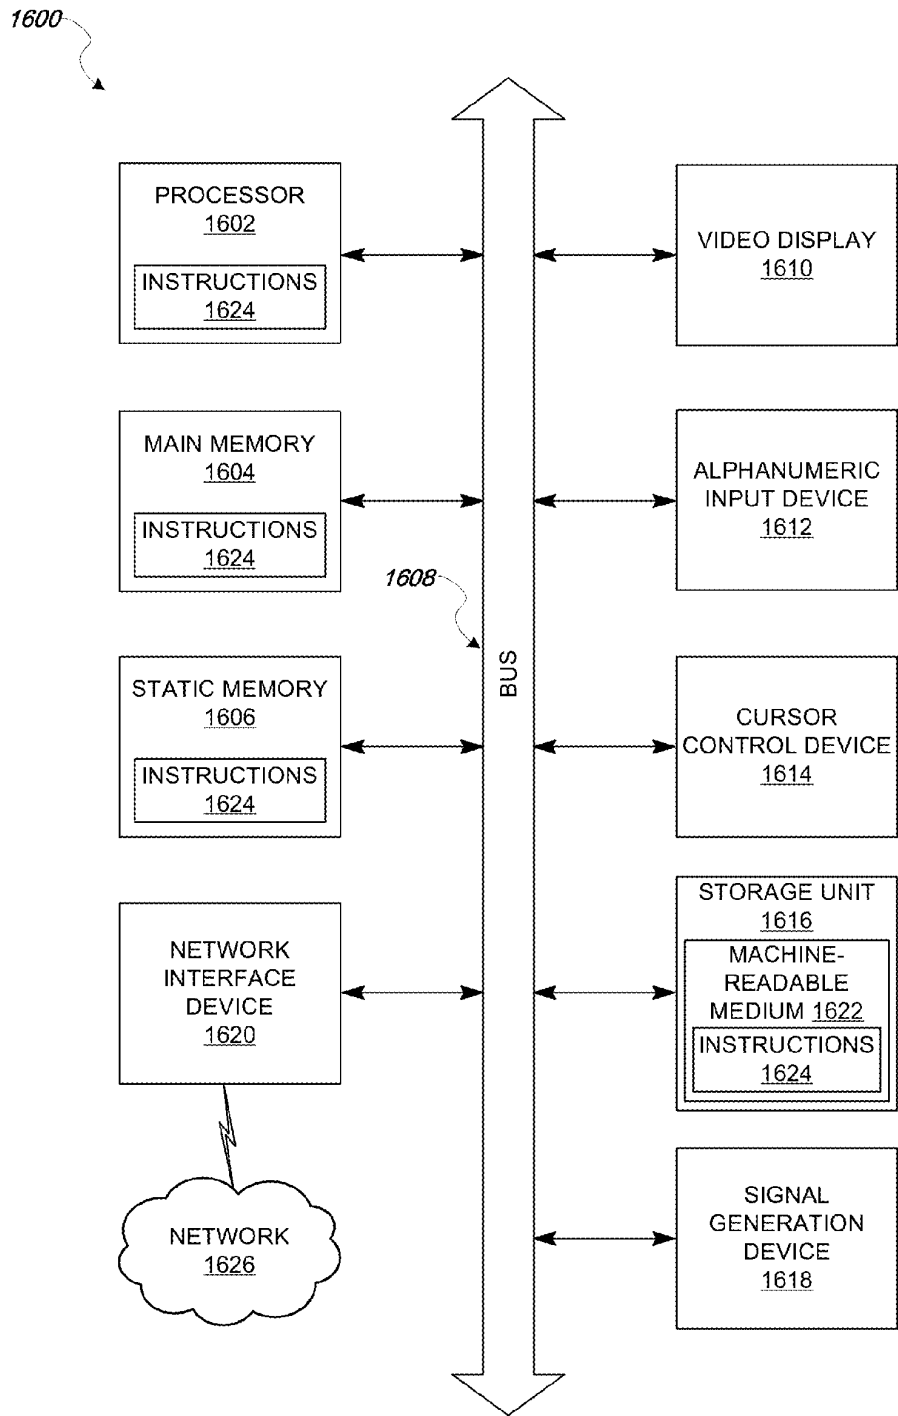 1600
PROCESSOR
1602
INSTRUCTIONS
1624
MAIN MEMORY
1604
INSTRUCTIONS
1624
STATIC MEMORY
1606
INSTRUCTIONS
1624
NETWORK
INTERFACE
DEVICE
1620
NETWORK
1626
1608
BUS
VIDEO DISPLAY
1610
ALPHANUMERIC
INPUT DEVICE
1612
CURSOR
CONTROL DEVICE
1614
STORAGE UNIT
1616
MACHINE-
READABLE
MEDIUM 1622
INSTRUCTIONS
1624
SIGNAL
GENERATION
DEVICE
1618